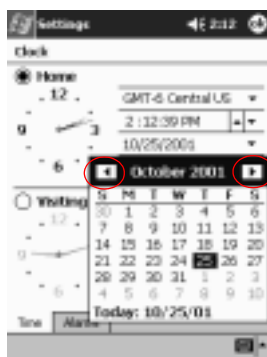 Settings 2:12 ok
Clock
Home
12
9 3
6
GMT-6 Central US
2:12:39 PM
10/25/2001
October 2001
Visiting
12
9
6
S M T W T F S
30 1 2 3 4 5 6
7 8 9 10 11 12 13
14 15 16 17 18 19 20
21 22 23 24 25 26 27
28 29 30 31 1 2 3
4 5 6 7 8 9 10
Today: 10/25/01
Time